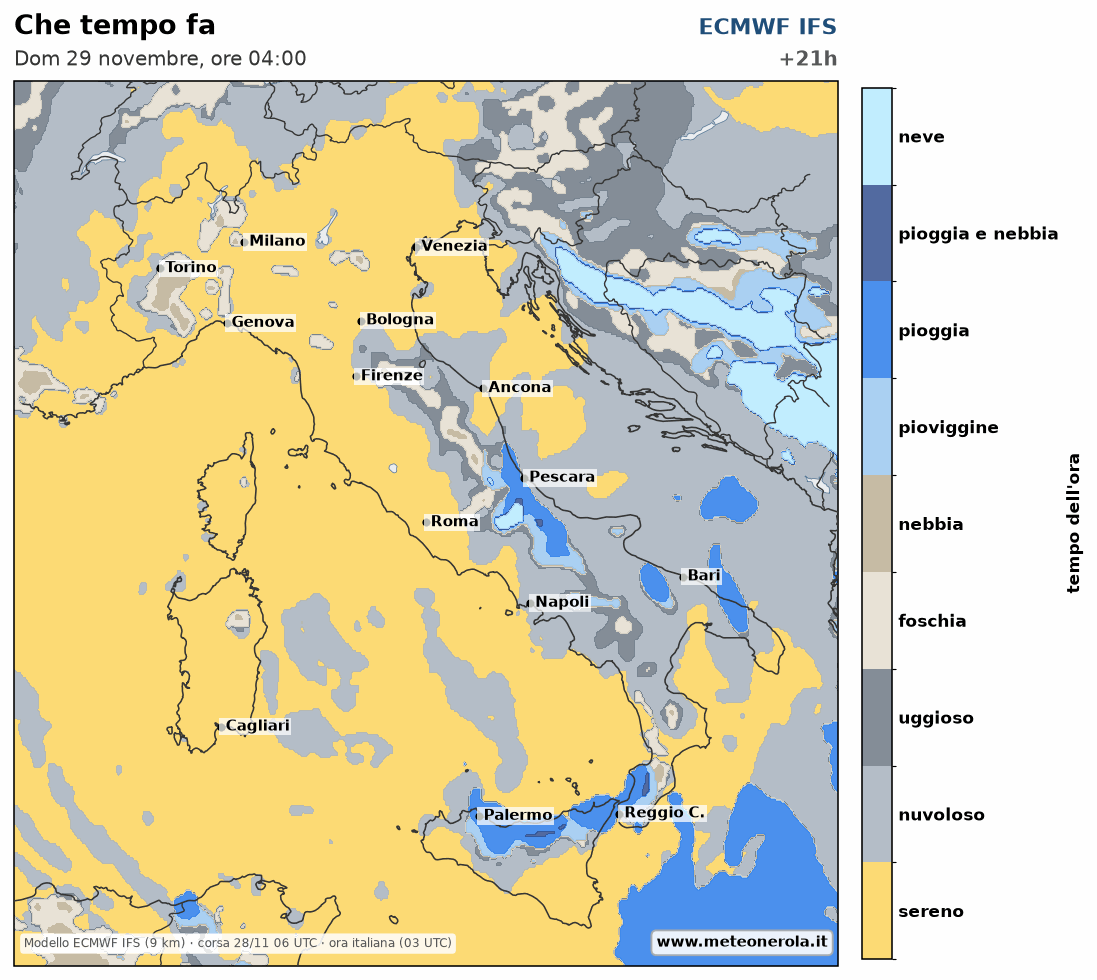 Che tempo fa
ECMWF IFS
Dom 29 novembre, ore 04:00
+21h
neve
pioggia e nebbia
pioggia
pioviggine
nebbia
foschia
uggioso
nuvoloso
sereno
tempo dell'ora
Milano
Venezia
Torino
Genova
Bologna
Firenze
Ancona
Pescara
Roma
Bari
Napoli
Cagliari
Palermo
Reggio C.
Modello ECMWF IFS (9 km) · corsa 28/11 06 UTC · ora italiana (03 UTC)
www.meteonerola.it